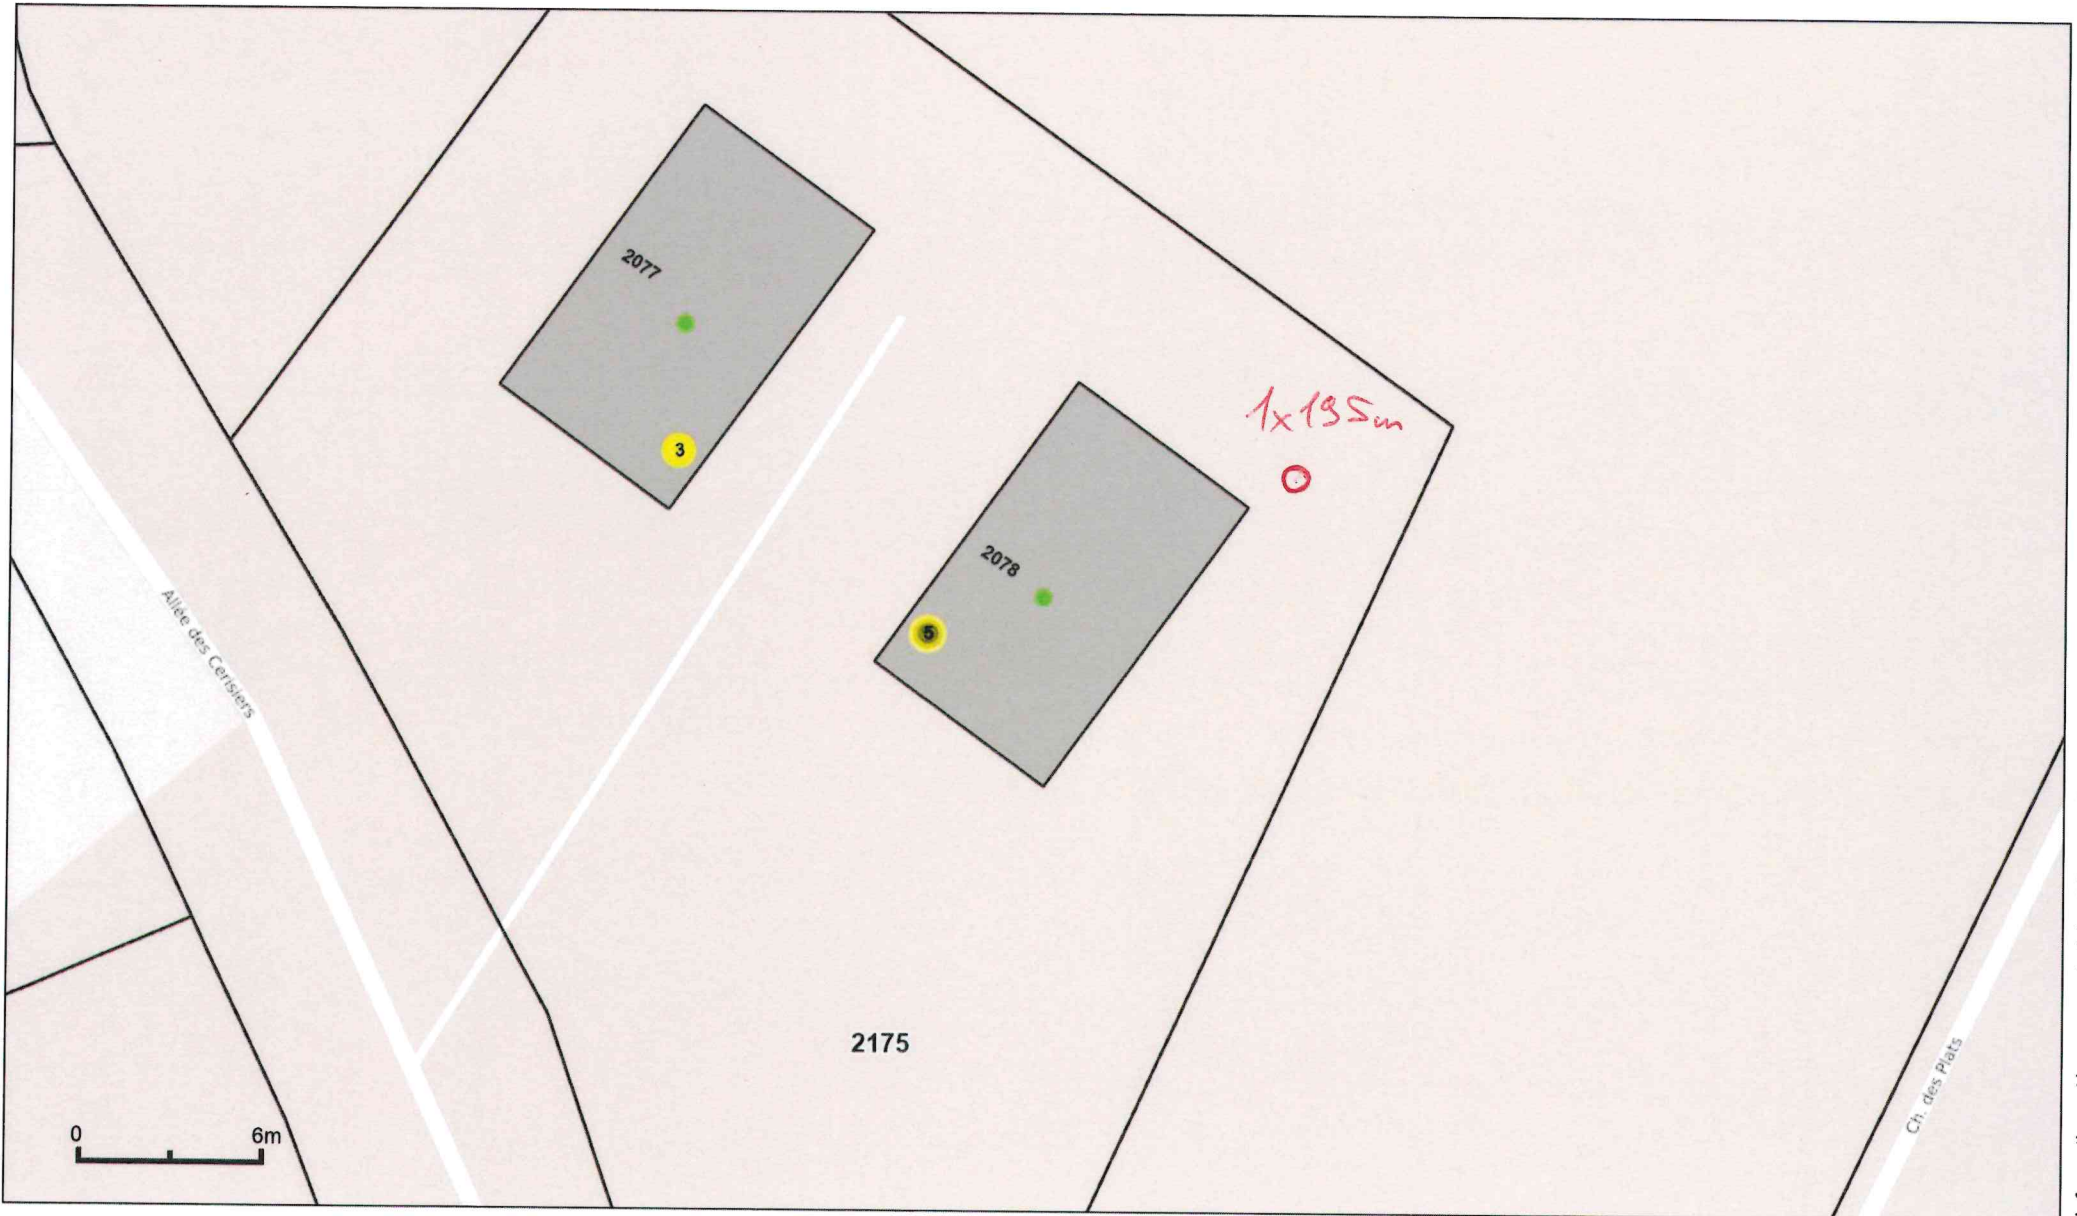 2077
3
1x195m
2078
5
Allée des Cerisiers
2175
Ch. des Plats
0 6m